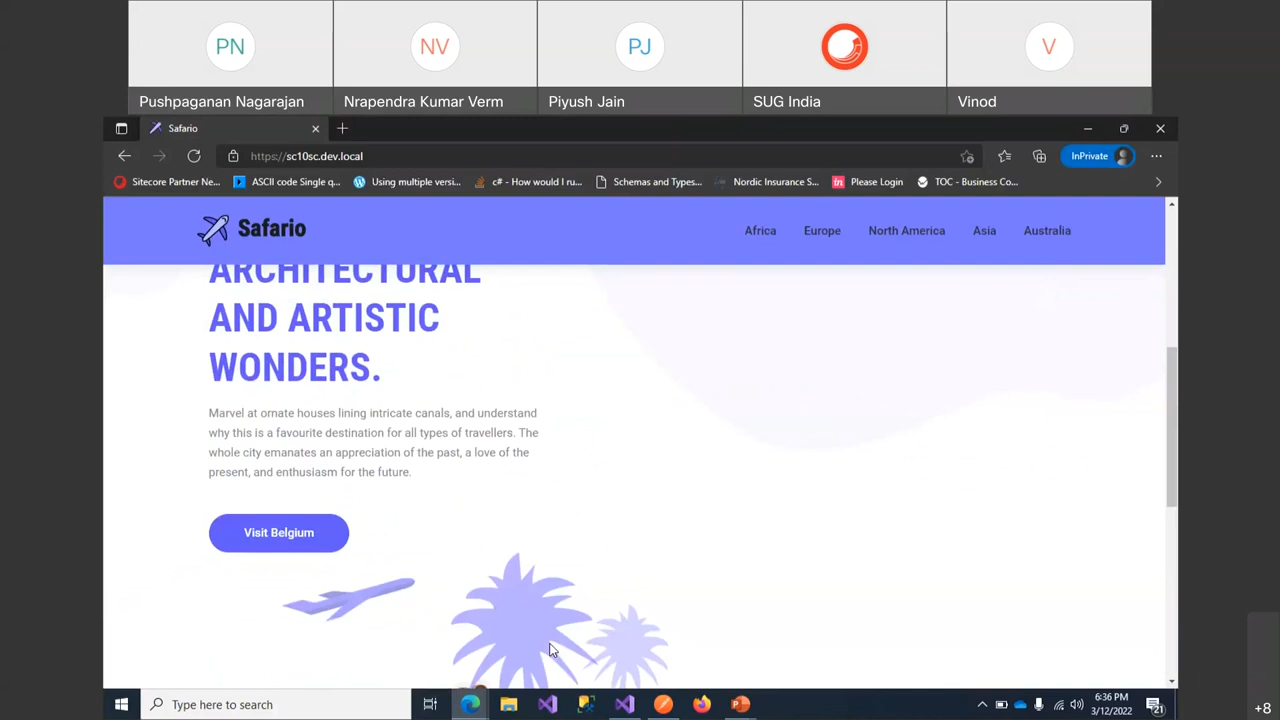 PN
NV
PJ
V
Pushpaganan Nagarajan
Nrapendra Kumar Verm
Piyush Jain
SUG India
Vinod
Safario
https://sc10sc.dev.local
InPrivate
Sitecore Partner Ne...
ASCII code Single q...
Using multiple versi...
c# - How would I ru...
Schemas and Types...
Nordic Insurance S...
Please Login
TOC - Business Co...
Safario
Africa
Europe
North America
Asia
Australia
ARCHITECTURAL
AND ARTISTIC
WONDERS.
Marvel at ornate houses lining intricate canals, and understand
why this is a favourite destination for all types of travellers. The
whole city emanates an appreciation of the past, a love of the
present, and enthusiasm for the future.
Visit Belgium
Type here to search
6:36 PM
3/12/2022
21
+8